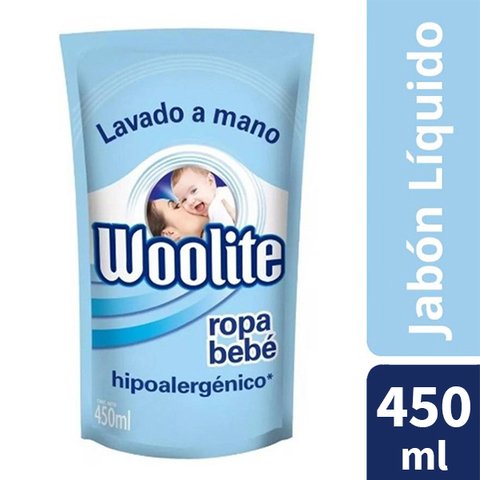 Lavado a mano
Woolite
ropa
bebé
hipoalergénico*
450ml
Jabón Líquido
450
ml